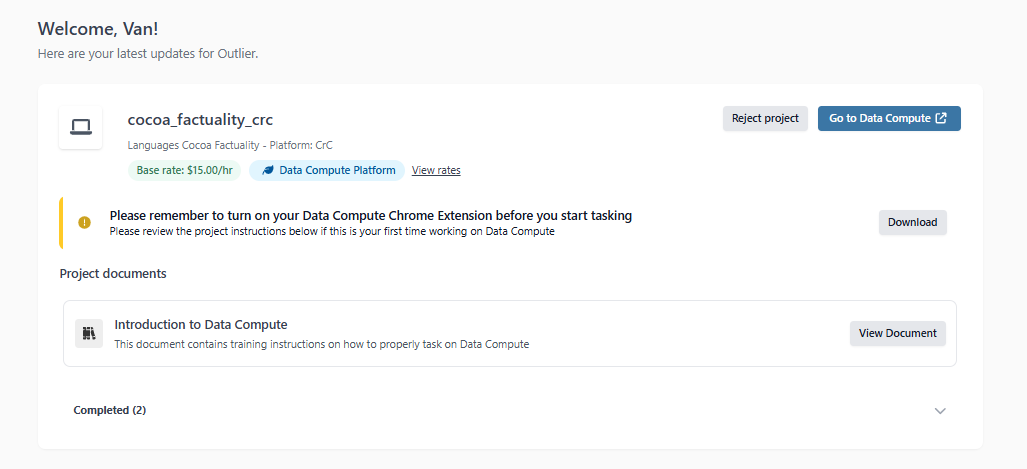 Welcome, Van!
Here are your latest updates for Outlier.
cocoa_factuality_crc
Reject project
Go to Data Compute
Languages Cocoa Factuality - Platform: CrC
Base rate: $15.00/hr
Data Compute Platform
View rates
Please remember to turn on your Data Compute Chrome Extension before you start tasking
Please review the project instructions below if this is your first time working on Data Compute
Download
Project documents
Introduction to Data Compute
This document contains training instructions on how to properly task on Data Compute
View Document
Completed (2)